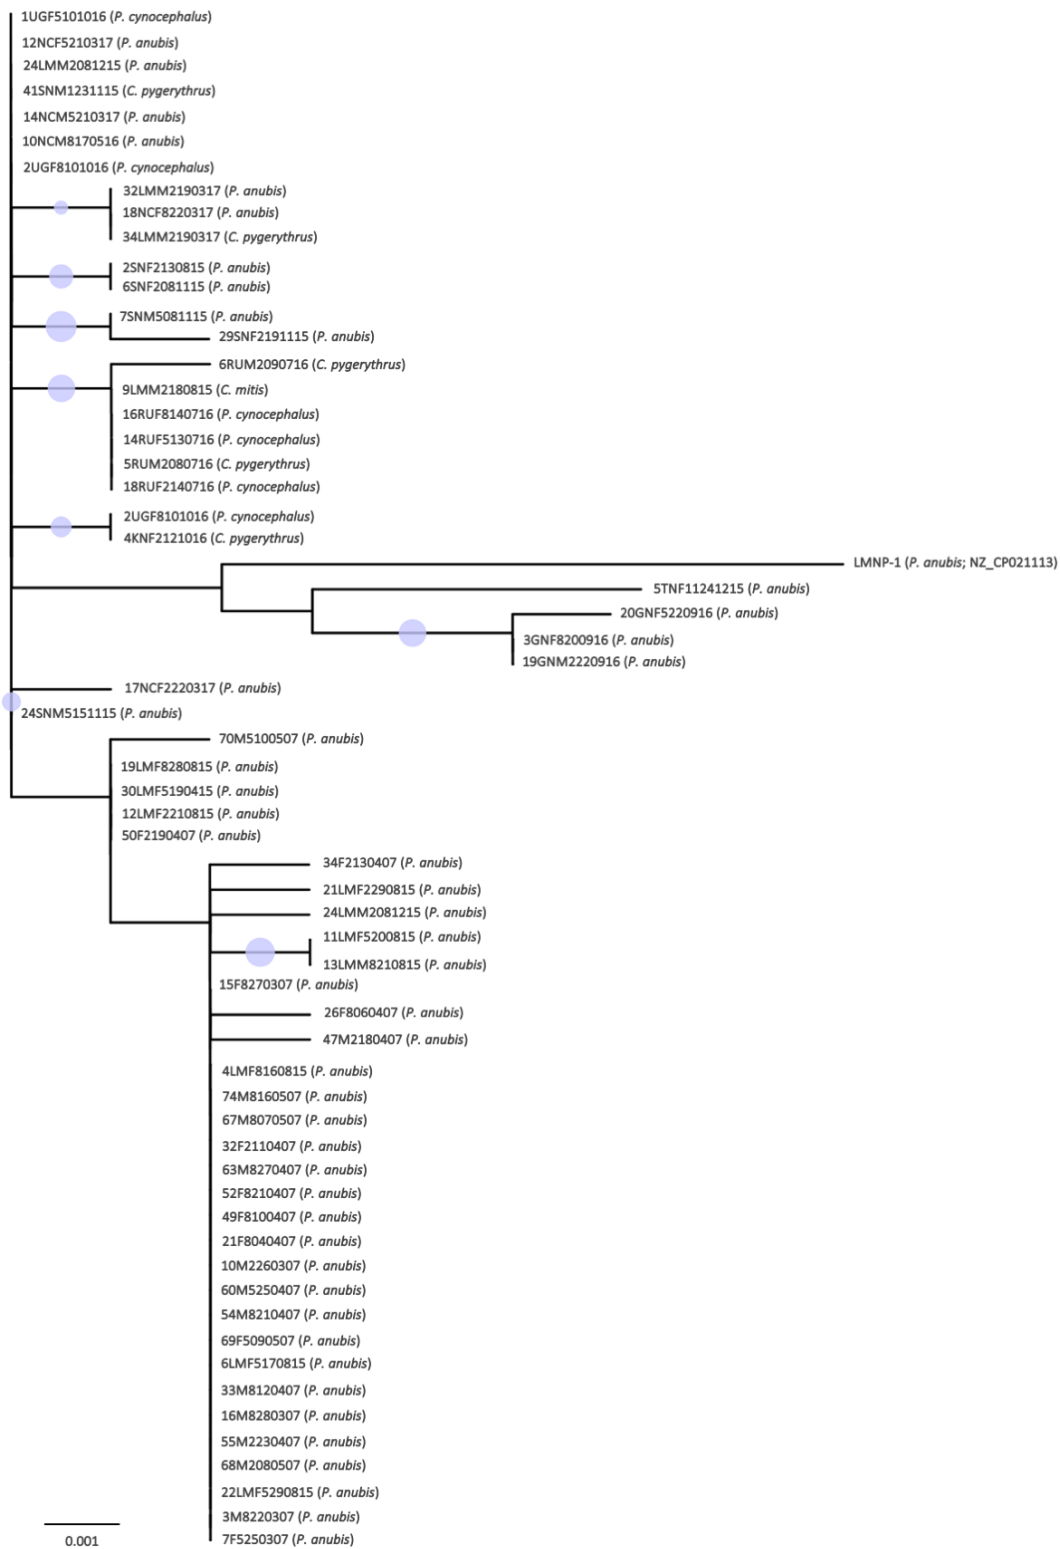 1UGF5101016 (P. cynocephalus)
12NCF5210317 (P. anubis)
24LMM2081215 (P. anubis)
41SNM1231115 (C. pygerythrus)
14NCM5210317 (P. anubis)
10NCM8170516 (P. anubis)
2UGF8101016 (P. cynocephalus)
32LMM2190317 (P. anubis)
18NCF8220317 (P. anubis)
34LMM2190317 (C. pygerythrus)
2SNF2130815 (P. anubis)
6SNF2081115 (P. anubis)
7SNM5081115 (P. anubis)
29SNF2191115 (P. anubis)
6RUM2090716 (C. pygerythrus)
9LMM2180815 (C. mitis)
16RUF8140716 (P. cynocephalus)
14RUF5130716 (P. cynocephalus)
5RUM2080716 (C. pygerythrus)
18RUF2140716 (P. cynocephalus)
2UGF8101016 (P. cynocephalus)
4KNF2121016 (C. pygerythrus)
LMNP-1 (P. anubis; NZ_CP021113)
5TNF11241215 (P. anubis)
20GNF5220916 (P. anubis)
3GNF8200916 (P. anubis)
19GNM2220916 (P. anubis)
17NCF2220317 (P. anubis)
24SNM5151115 (P. anubis)
70M5100507 (P. anubis)
19LMF8280815 (P. anubis)
30LMF5190415 (P. anubis)
12LMF2210815 (P. anubis)
50F2190407 (P. anubis)
34F2130407 (P. anubis)
21LMF2290815 (P. anubis)
24LMM2081215 (P. anubis)
11LMF5200815 (P. anubis)
13LMM8210815 (P. anubis)
15F8270307 (P. anubis)
26F8060407 (P. anubis)
47M2180407 (P. anubis)
4LMF8160815 (P. anubis)
74M8160507 (P. anubis)
67M8070507 (P. anubis)
32F2110407 (P. anubis)
63M8270407 (P. anubis)
52F8210407 (P. anubis)
49F8100407 (P. anubis)
21F8040407 (P. anubis)
10M2260307 (P. anubis)
60M5250407 (P. anubis)
54M8210407 (P. anubis)
69F5090507 (P. anubis)
6LMF5170815 (P. anubis)
33M8120407 (P. anubis)
16M8280307 (P. anubis)
55M2230407 (P. anubis)
68M2080507 (P. anubis)
22LMF5290815 (P. anubis)
3M8220307 (P. anubis)
7F5250307 (P. anubis)
0.001